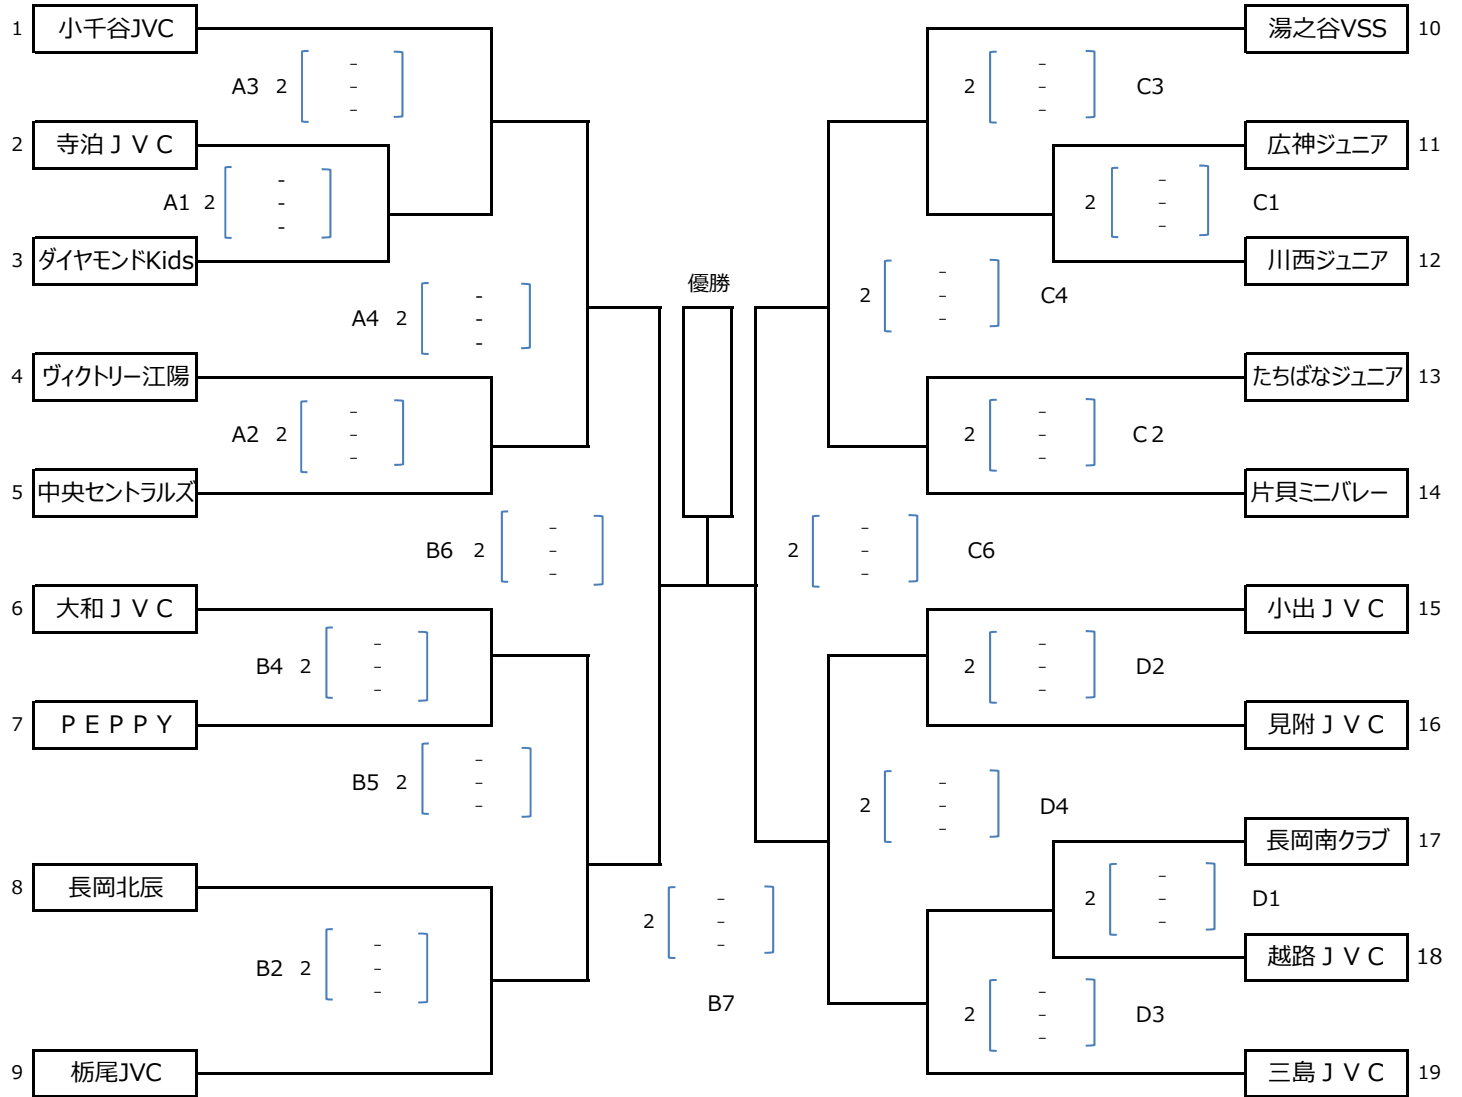 1 小千谷JVC
A3 2 - - -
2 寺泊ＪＶＣ
A1 2 - - -
3 ダイヤモンドKids
A4 2 - - -
4 ヴィクトリー江陽
A2 2 - - -
5 中央セントラルズ
B6 2 - - -
6 大和ＪＶＣ
B4 2 - - -
7 ＰＥＰＰＹ
B5 2 - - -
8 長岡北辰
B2 2 - - -
9 栃尾JVC
優勝
2 - - -
B7
湯之谷VSS 10
2 - - - C3
広神ジュニア 11
2 - - - C1
川西ジュニア 12
2 - - - C4
たちばなジュニア 13
2 - - - C２
片貝ミニバレー 14
2 - - - C6
小出ＪＶＣ 15
2 - - - D2
見附ＪＶＣ 16
2 - - - D4
長岡南クラブ 17
2 - - - D1
越路ＪＶＣ 18
2 - - - D3
三島ＪＶＣ 19